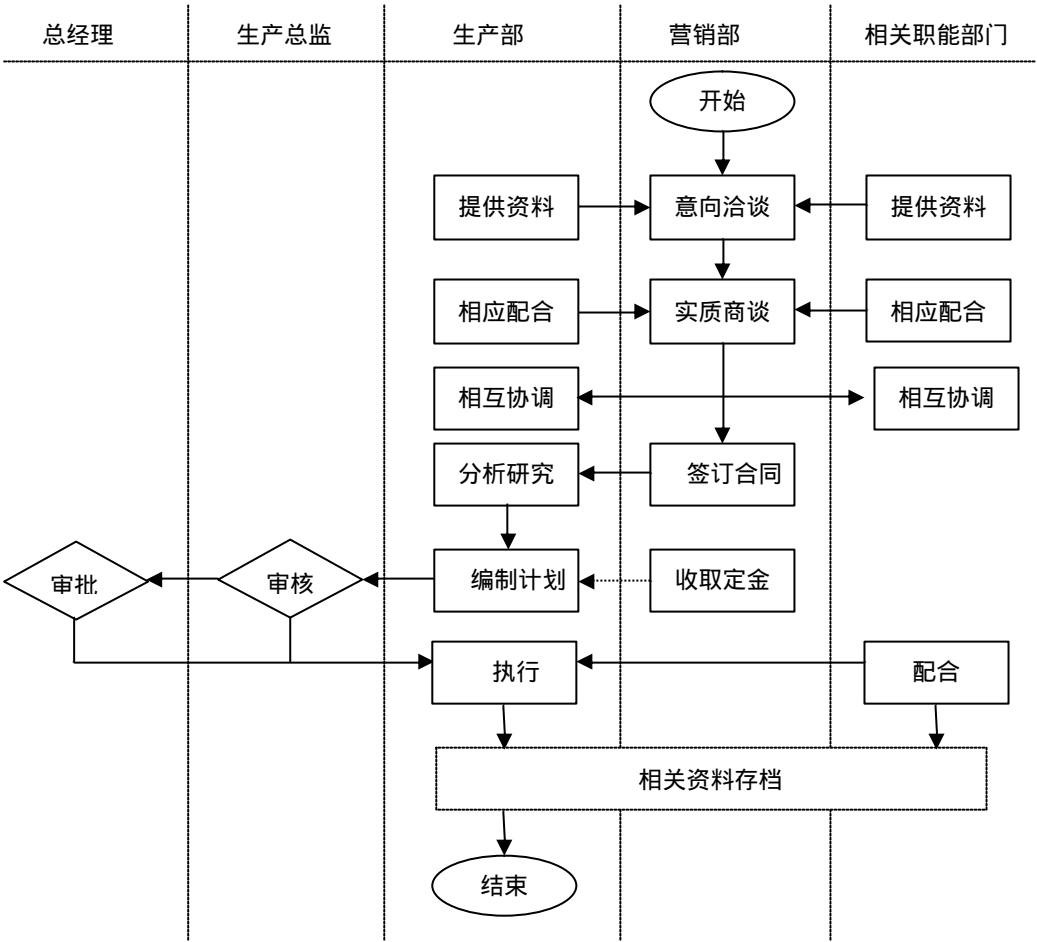 总经理
生产总监
生产部
营销部
相关职能部门
开始
提供资料
意向洽谈
提供资料
相应配合
实质商谈
相应配合
相互协调
相互协调
分析研究
签订合同
审批
审核
编制计划
收取定金
执行
配合
相关资料存档
结束